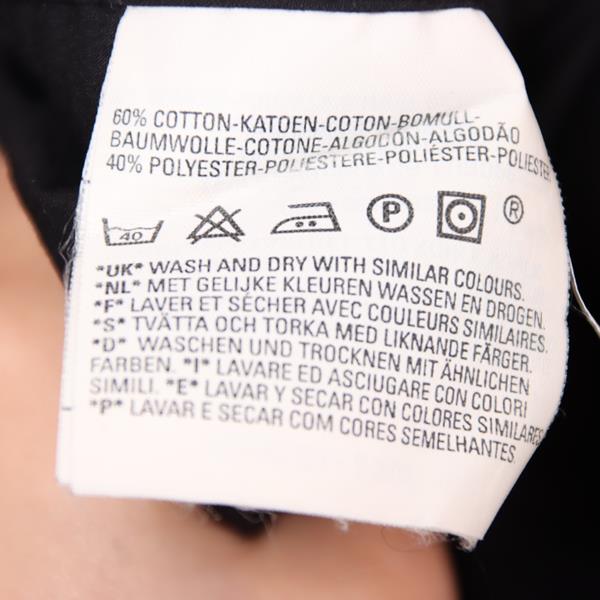 60% COTTON-KATOEN-COTON-BOMULL-
BAUMWOLLE-COTONE-ALGODON-ALGODÃO
40% POLYESTER-POLIESTERE-POLIÉSTER-POLIESTER
40 P ®
"UK" WASH AND DRY WITH SIMILAR COLOURS.
"NL" MET GELIJKE KLEUREN WASSEN EN DROGEN.
"F" LAVER ET SÉCHER AVEC COULEURS SIMILAIRES.
"S" TVÄTTA OCH TORKA MED LIKNANDE FÄRGER.
"D" WASCHEN UND TROCKNEN MIT ÄHNLICHEN
FARBEN. "I" LAVARE ED ASCIUGARE CON COLORI
SIMILI. "E" LAVAR Y SECAR CON COLORES SIMILARES
"P" LAVAR E SECAR COM CORES SEMELHANTES.